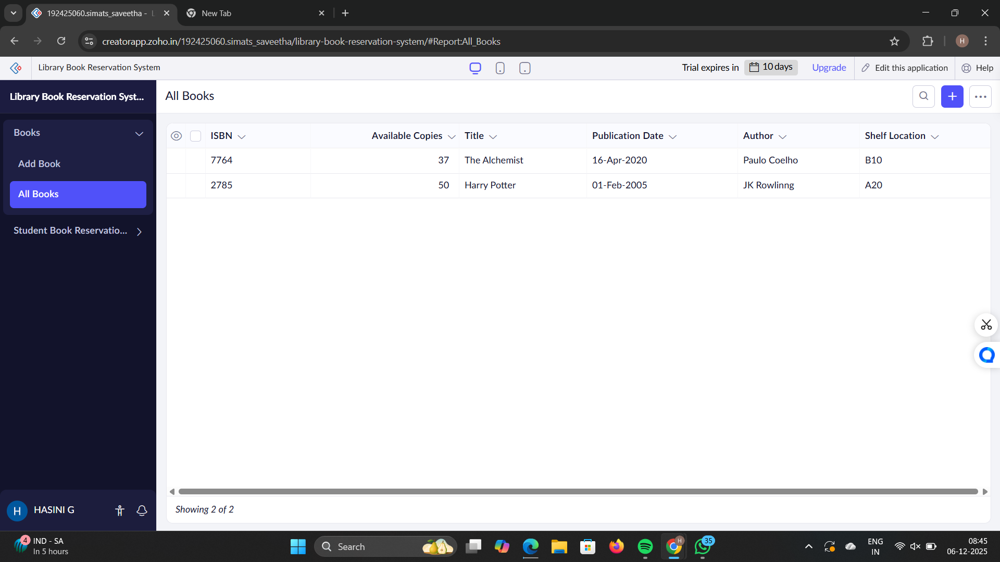 192425060.simats_saveetha - L
New Tab
creatorapp.zoho.in/192425060.simats_saveetha/library-book-reservation-system/#Report:All_Books
H
Library Book Reservation System
Trial expires in
10 days
Upgrade
Edit this application
Help
Library Book Reservation Syst...
All Books
Books
Add Book
All Books
Student Book Reservatio...
ISBN Available Copies Title Publication Date Author Shelf Location
7764 37 The Alchemist 16-Apr-2020 Paulo Coelho B10
2785 50 Harry Potter 01-Feb-2005 JK Rowlinng A20
Showing 2 of 2
H
HASINI G
4
IND - SA
In 5 hours
Search
H
35
ENG
IN
08:45
06-12-2025